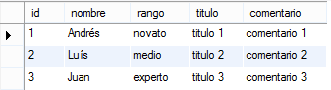 id nombre rango titulo comentario
1 Andrés novato titulo 1 comentario 1
2 Luís medio titulo 2 comentario 2
3 Juan experto titulo 3 comentario 3